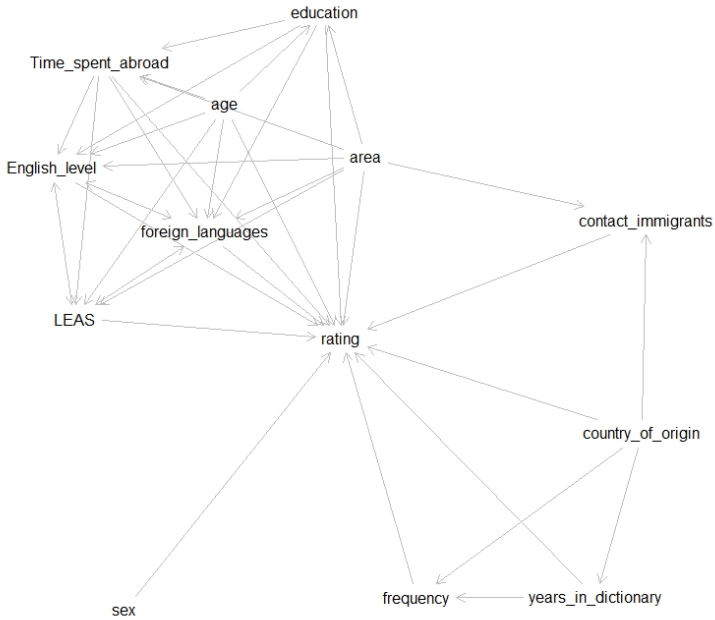 education
Time_spent_abroad
age
area
English_level
contact_immigrants
foreign_languages
LEAS
rating
country_of_origin
frequency
years_in_dictionary
sex